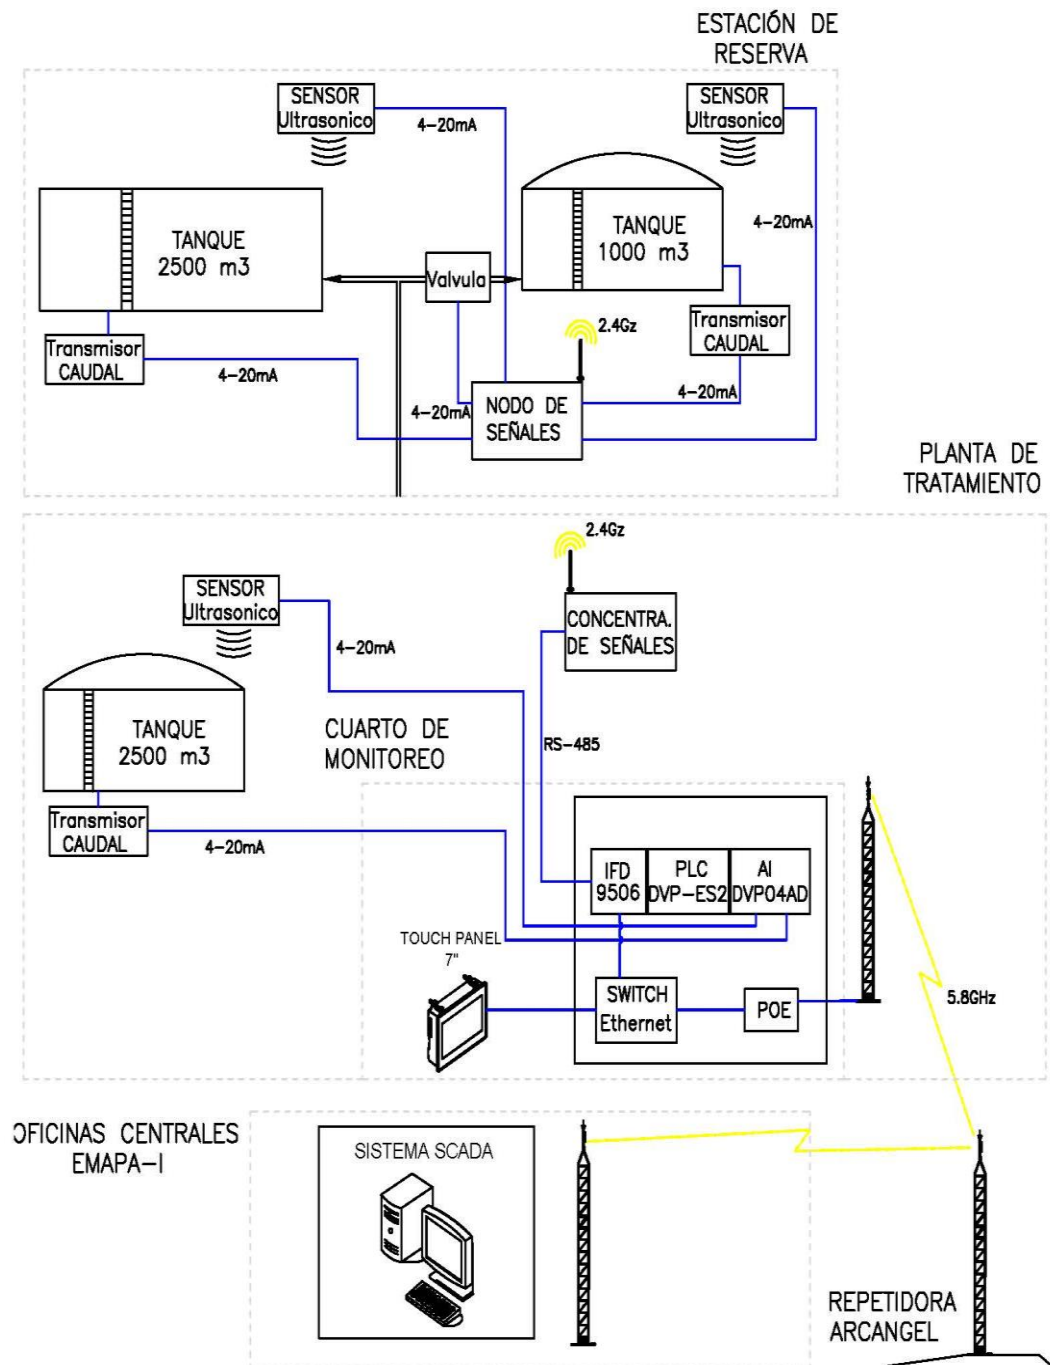 ESTACIÓN DE
RESERVA
SENSOR
Ultrasonico
4-20mA
SENSOR
Ultrasonico
4-20mA
TANQUE
2500 m3
TANQUE
1000 m3
Valvula
Transmisor
CAUDAL
4-20mA
2.4Gz
Transmisor
CAUDAL
4-20mA
4-20mA
NODO DE
SEÑALES
PLANTA DE
TRATAMIENTO
2.4Gz
SENSOR
Ultrasonico
4-20mA
CONCENTRA.
DE SEÑALES
TANQUE
2500 m3
CUARTO DE
MONITOREO
RS-485
Transmisor
CAUDAL
4-20mA
IFD
9506
PLC
DVP-ES2
AI
DVP04AD
TOUCH PANEL
7"
SWITCH
Ethernet
POE
5.8GHz
OFICINAS CENTRALES
EMAPA-I
SISTEMA SCADA
REPETIDORA
ARCANGEL